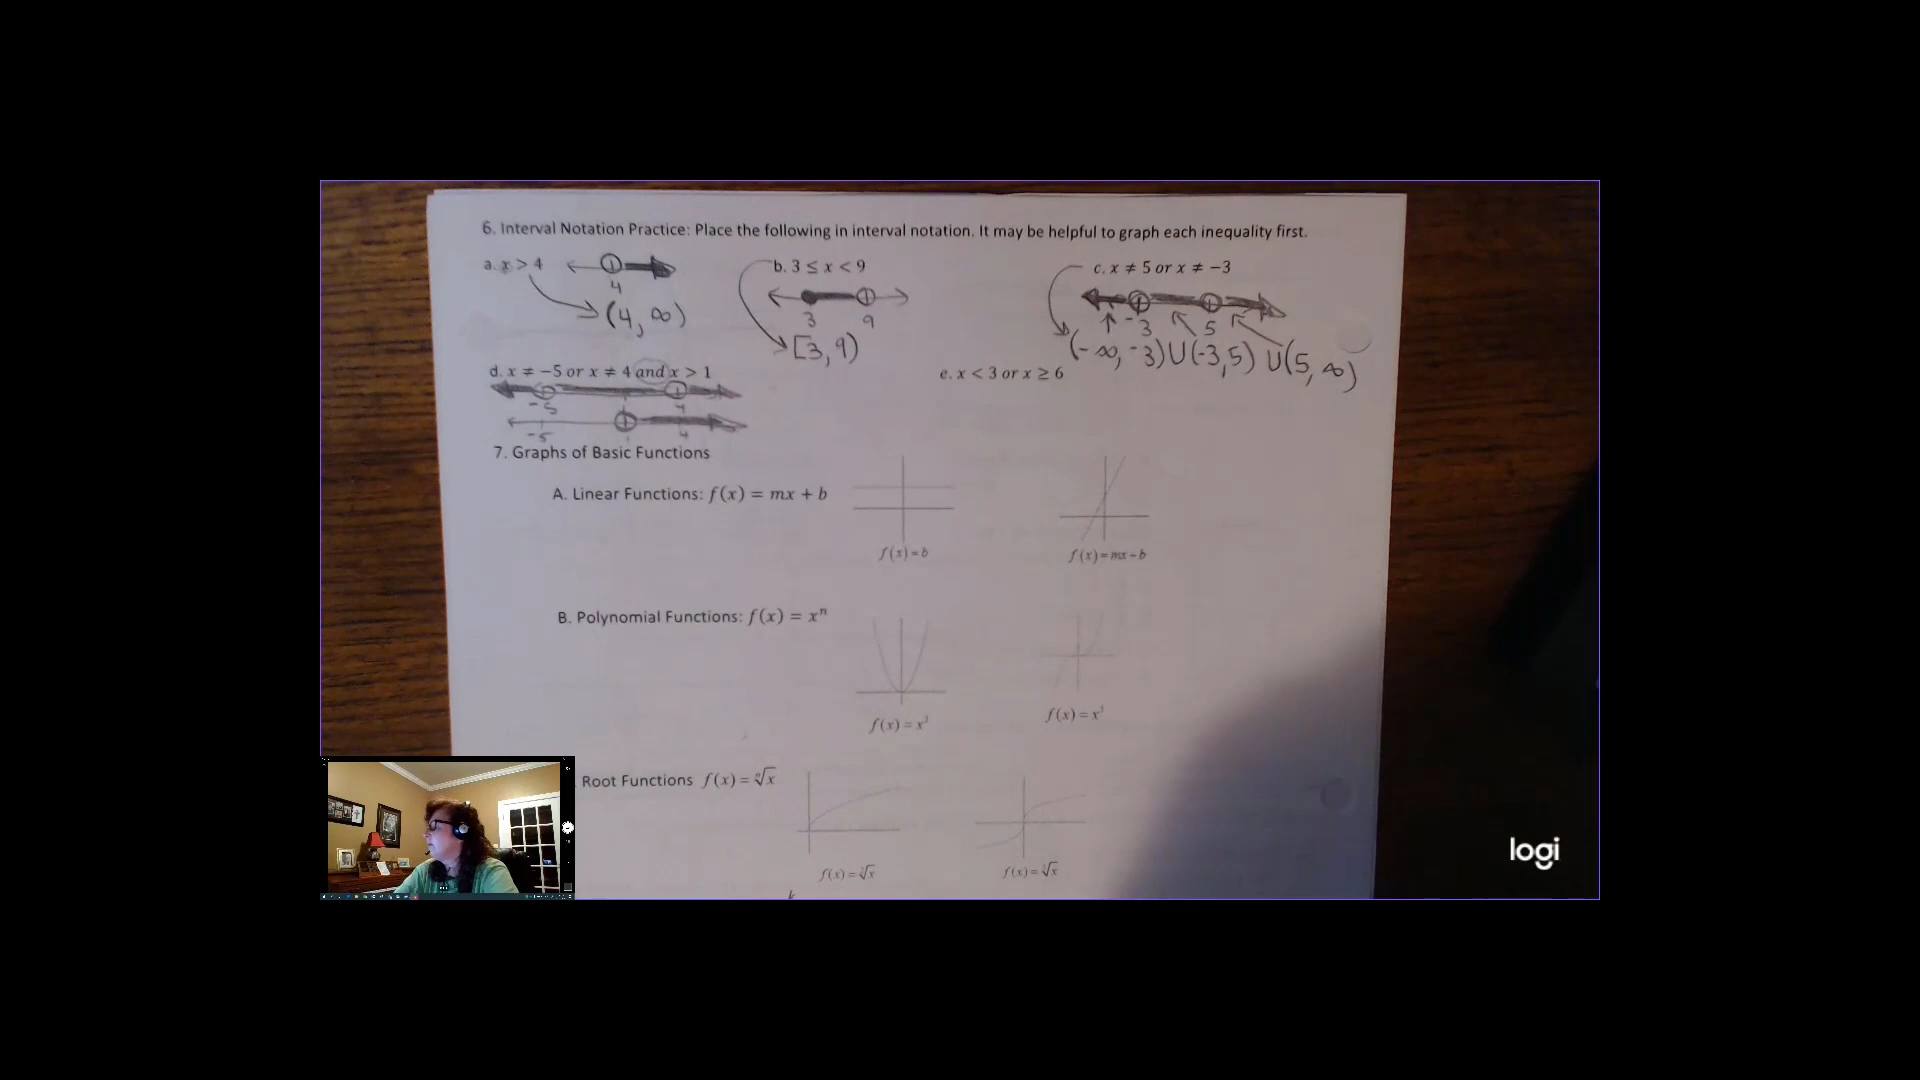 6. Interval Notation Practice: Place the following in interval notation. It may be helpful to graph each inequality first.
a. x > 4
4
(4, ∞)
b. 3 ≤ x < 9
3 9
[3, 9)
c. x ≠ 5 or x ≠ −3
-3 5
(-∞, -3) U (-3, 5) U (5, ∞)
d. x ≠ −5 or x ≠ 4 and x > 1
-5 4
-5 4
e. x < 3 or x ≥ 6
7. Graphs of Basic Functions
A. Linear Functions: f(x) = mx + b
f(x) = b
f(x) = mx − b
B. Polynomial Functions: f(x) = xⁿ
f(x) = x²
f(x) = x³
Root Functions f(x) = ⁿ√x
f(x) = √x
f(x) = ³√x
logi